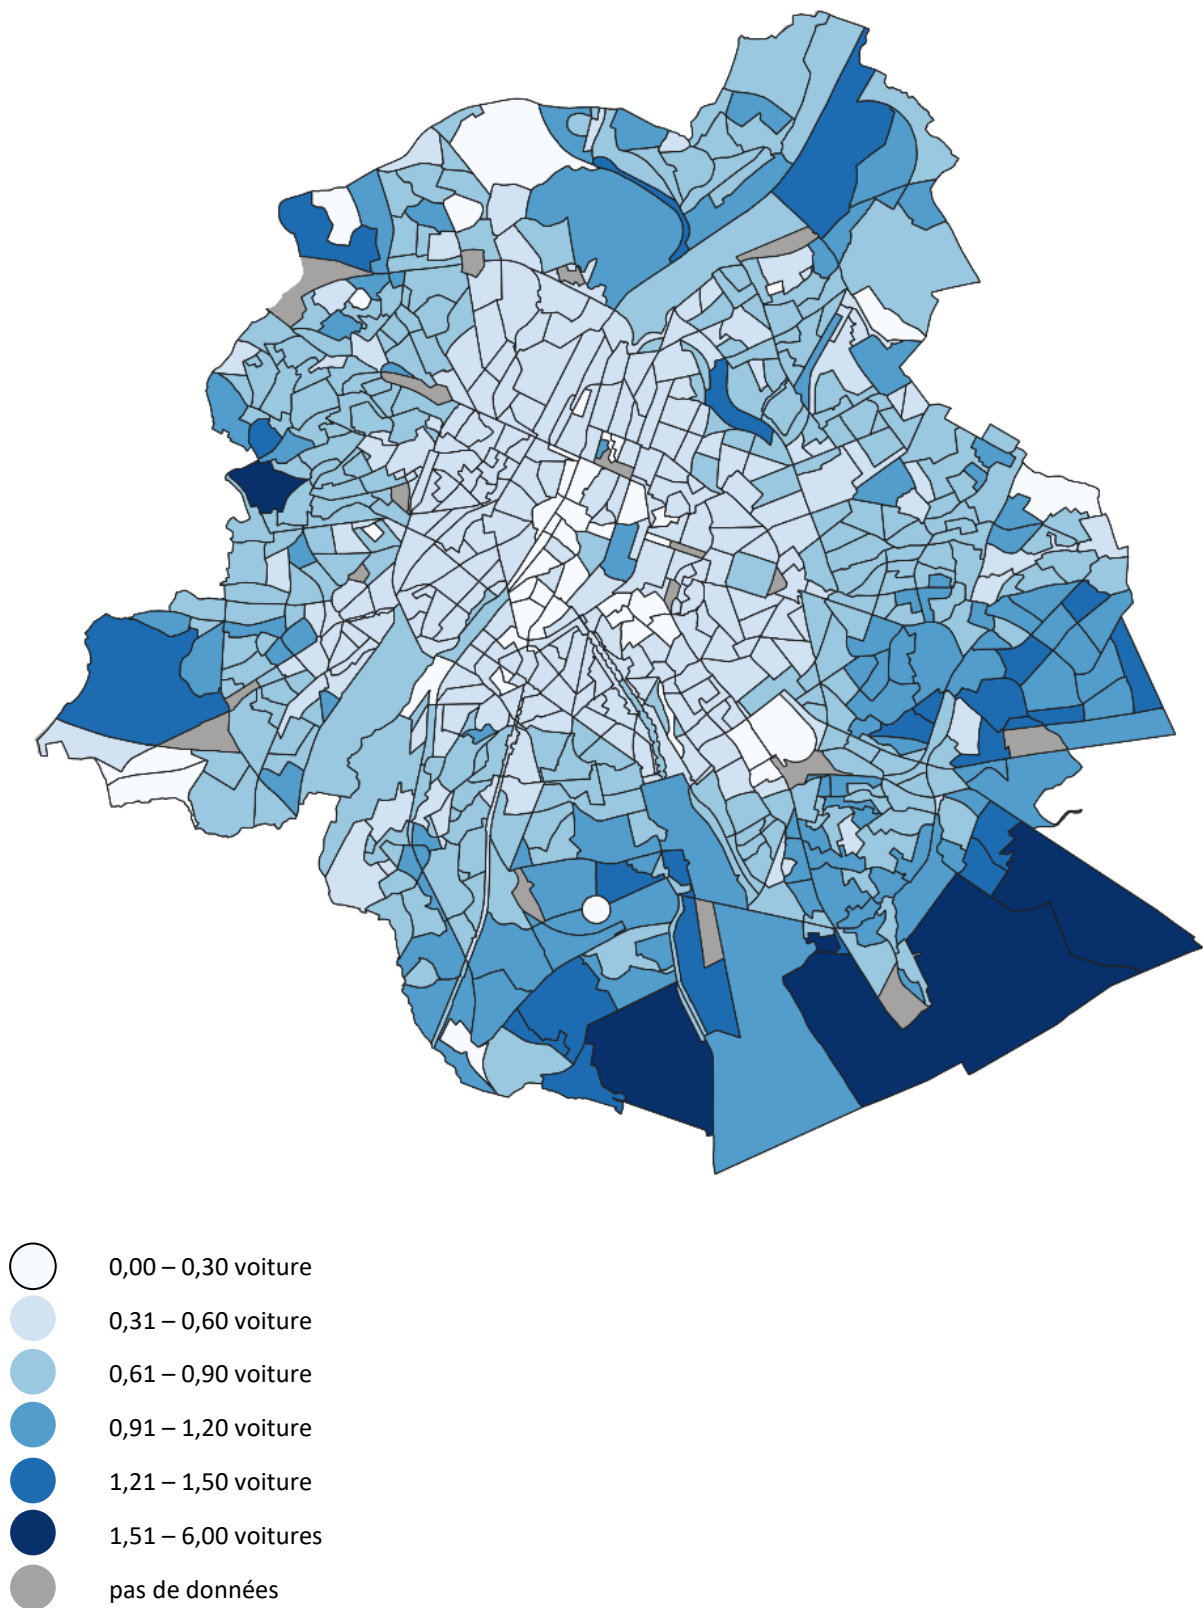 0,00 – 0,30 voiture
0,31 – 0,60 voiture
0,61 – 0,90 voiture
0,91 – 1,20 voiture
1,21 – 1,50 voiture
1,51 – 6,00 voitures
pas de données